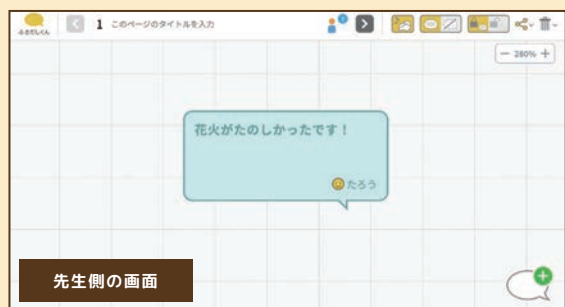 ふきだしくん
1 このページのタイトルを入力
280%
花火がたのしかったです！
たろう
先生側の画面